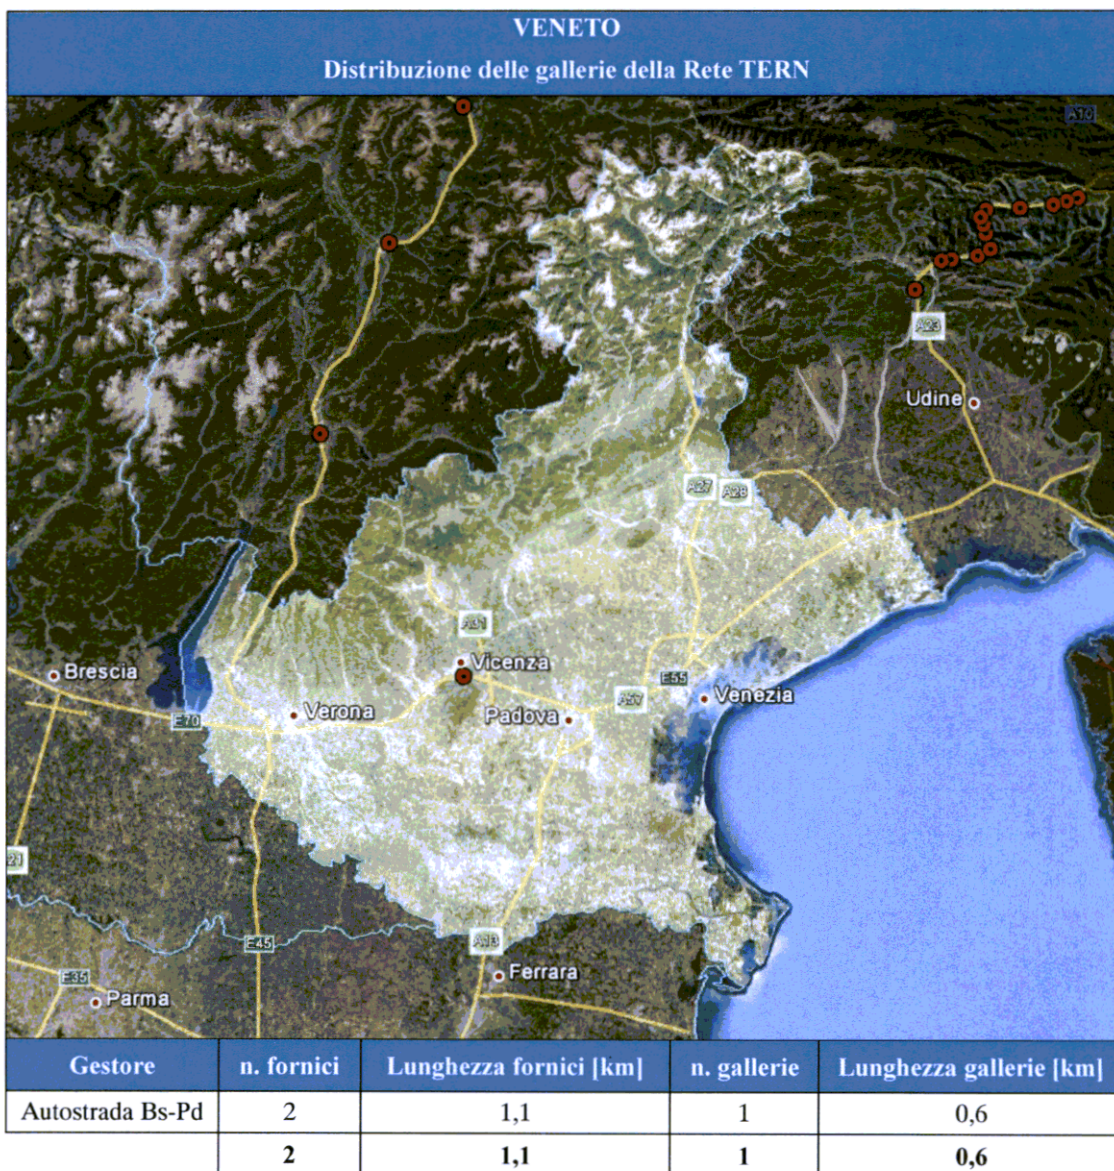 VENETO
Distribuzione delle gallerie della Rete TERN
A10
A23
Udine
A27 A28
A31
Vicenza
Brescia
E55
Venezia
A57
Verona
Padova
E70
21
A13
E45
Ferrara
E35
Parma
Gestore n. fornici Lunghezza fornici [km] n. gallerie Lunghezza gallerie [km]
Autostrada Bs-Pd 2 1,1 1 0,6
2 1,1 1 0,6